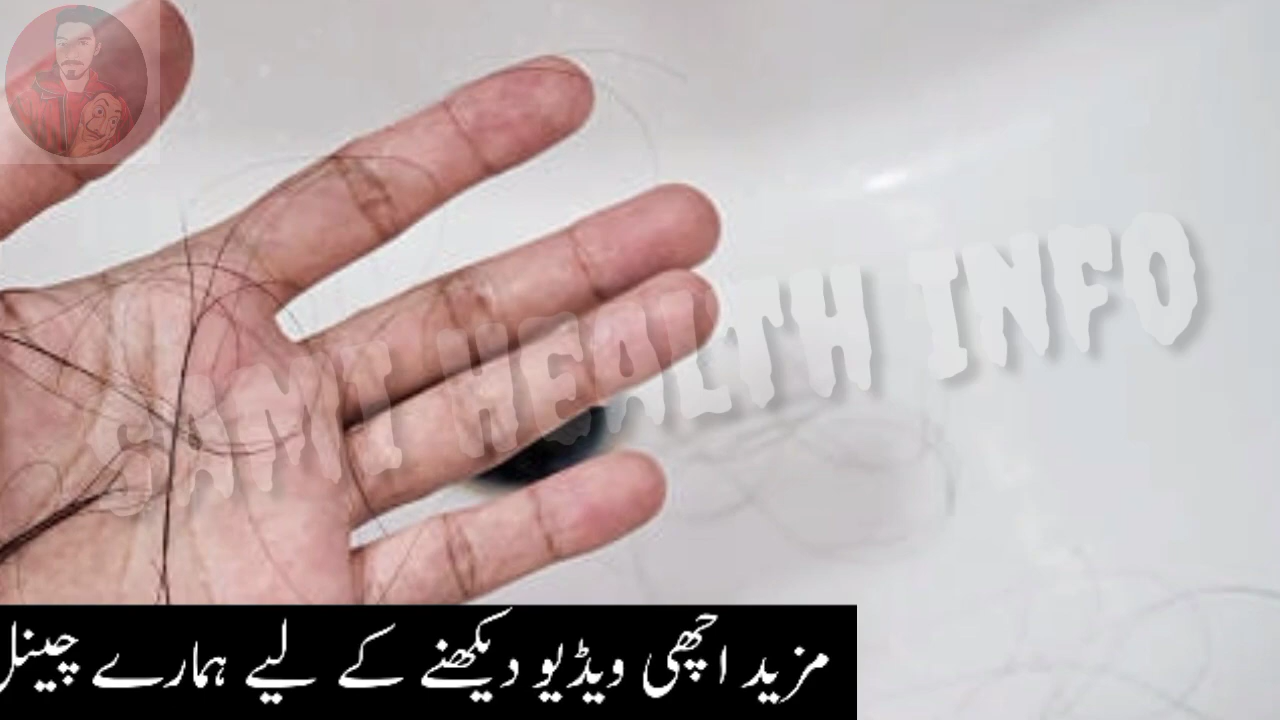 SAMI HEALTH INFO
مزید اچھی ویڈیو دیکھنے کے لیے ہمارے چینل